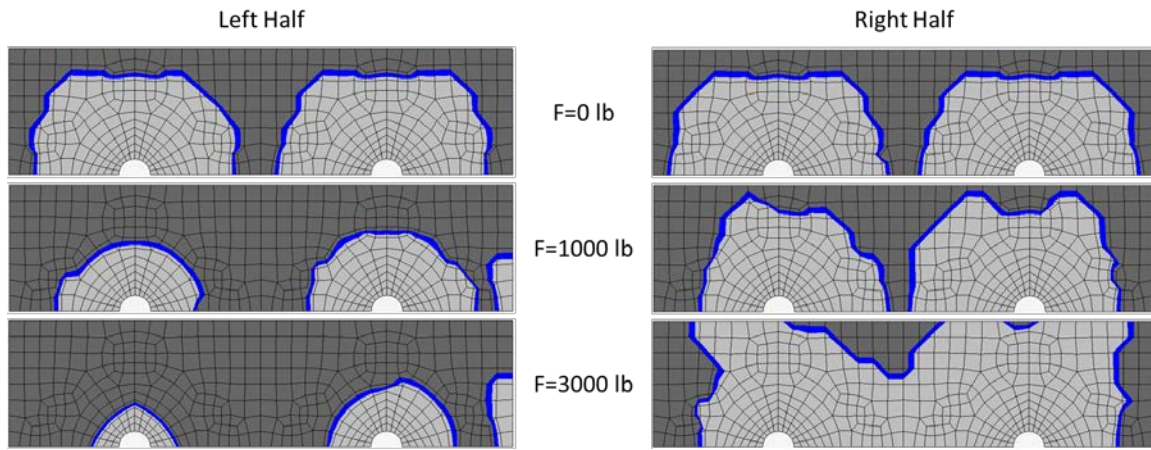 Left Half
Right Half
F=0 lb
F=1000 lb
F=3000 lb